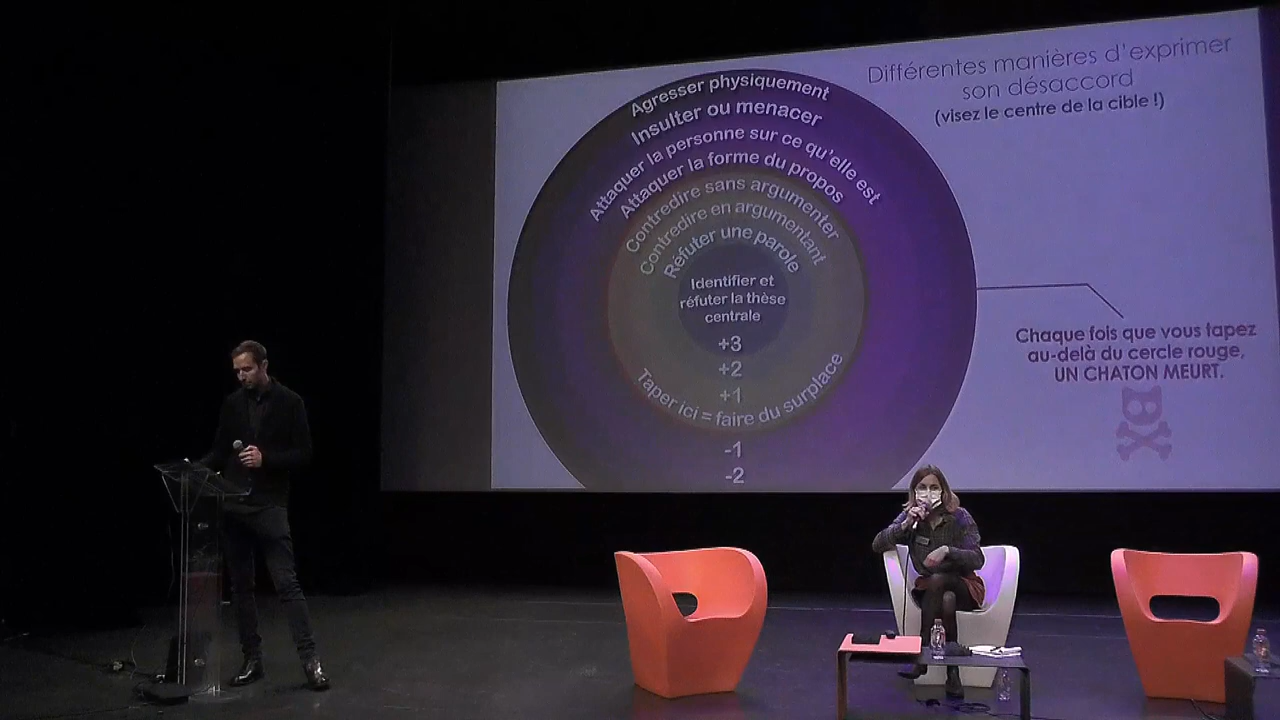 Différentes manières d'exprimer
son désaccord
(visez le centre de la cible !)
Agresser physiquement
Insulter ou menacer
Attaquer la personne sur ce qu'elle est
Attaquer la forme du propos
Contredire sans argumenter
Contredire en argumentant
Réfuter une parole
Identifier et
réfuter la thèse
centrale
+3
+2
+1
Taper ici = faire du surplace
-1
-2
Chaque fois que vous tapez
au-delà du cercle rouge,
UN CHATON MEURT.